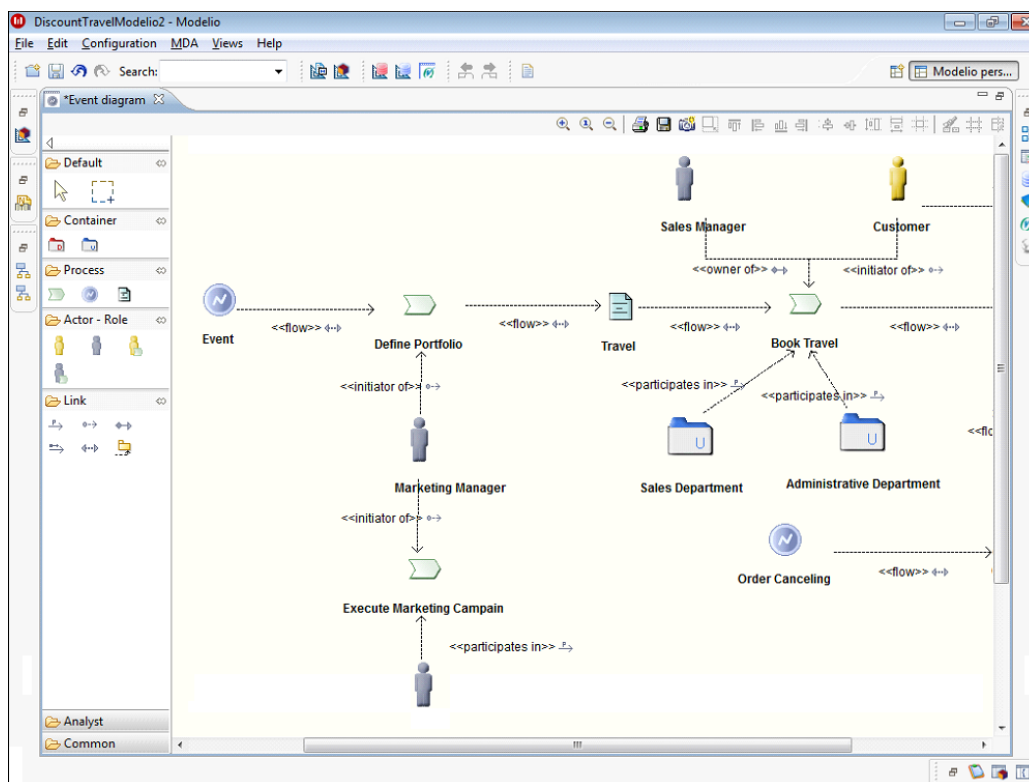 DiscountTravelModelio2 - Modelio
File Edit Configuration MDA Views Help
Search:
Modelio pers...
*Event diagram
Default
Container
Process
Actor - Role
Link
Analyst
Common
Sales Manager
Customer
<<owner of>>
<<initiator of>>
Event
<<flow>>
Define Portfolio
<<flow>>
Travel
<<flow>>
Book Travel
<<flow>>
<<initiator of>>
<<participates in>>
<<participates in>>
U
U
<<flo
Marketing Manager
Sales Department
Administrative Department
<<initiator of>>
Order Canceling
<<flow>>
Execute Marketing Campain
<<participates in>>